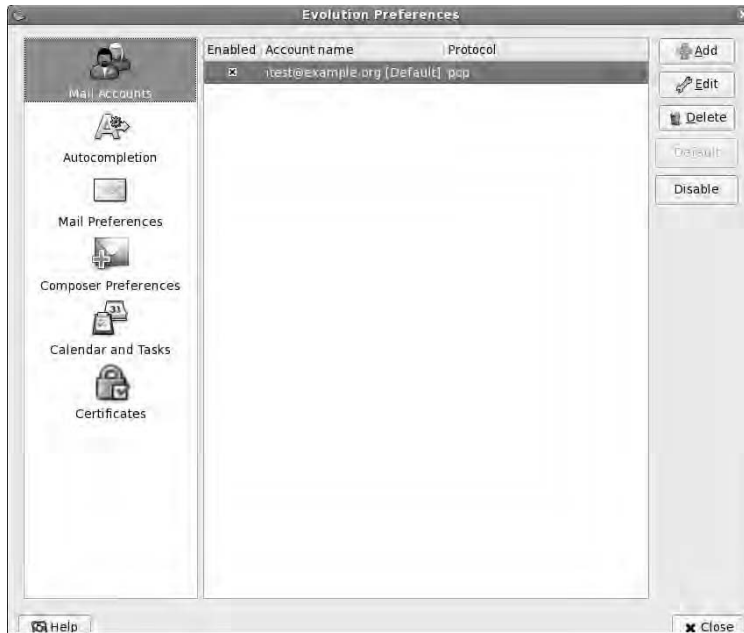 Evolution Preferences
Mail Accounts
Autocompletion
Mail Preferences
Composer Preferences
Calendar and Tasks
Certificates
Enabled Account name Protocol
itest@example.org [Default] pop
Add
Edit
Delete
Default
Disable
Help
Close